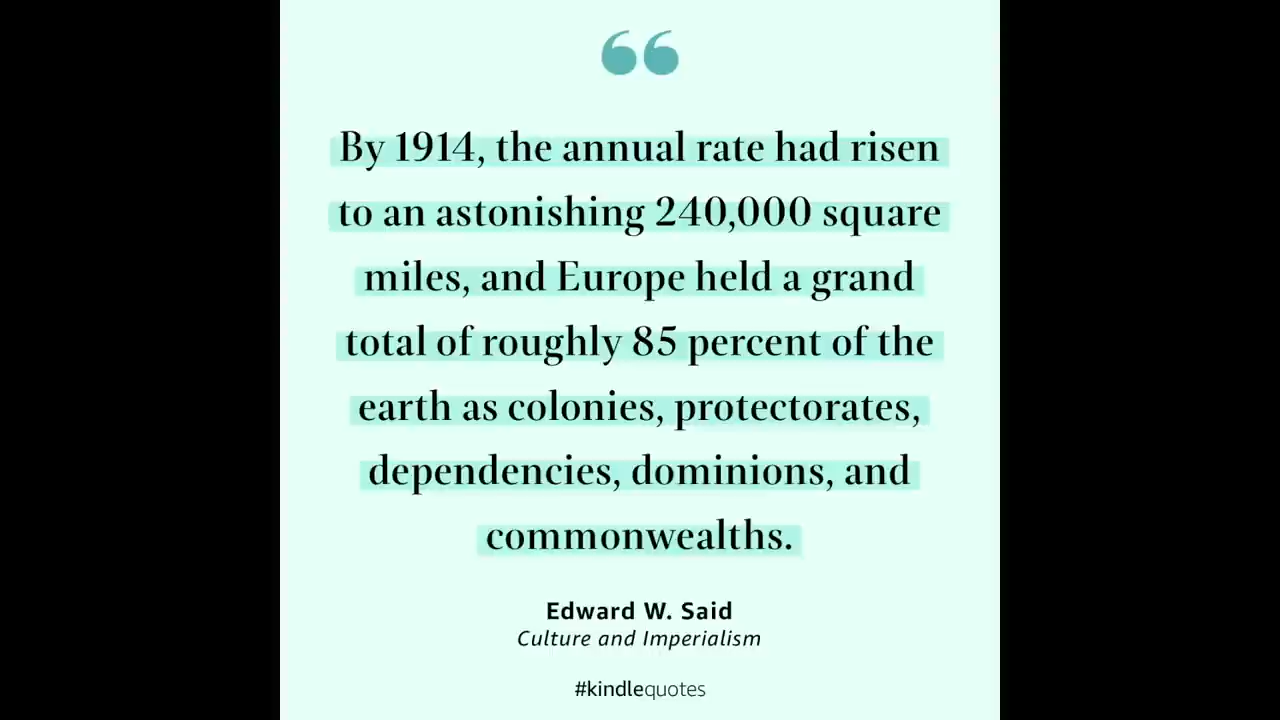 By 1914, the annual rate had risen
to an astonishing 240,000 square
miles, and Europe held a grand
total of roughly 85 percent of the
earth as colonies, protectorates,
dependencies, dominions, and
commonwealths.
Edward W. Said
Culture and Imperialism
#kindlequotes